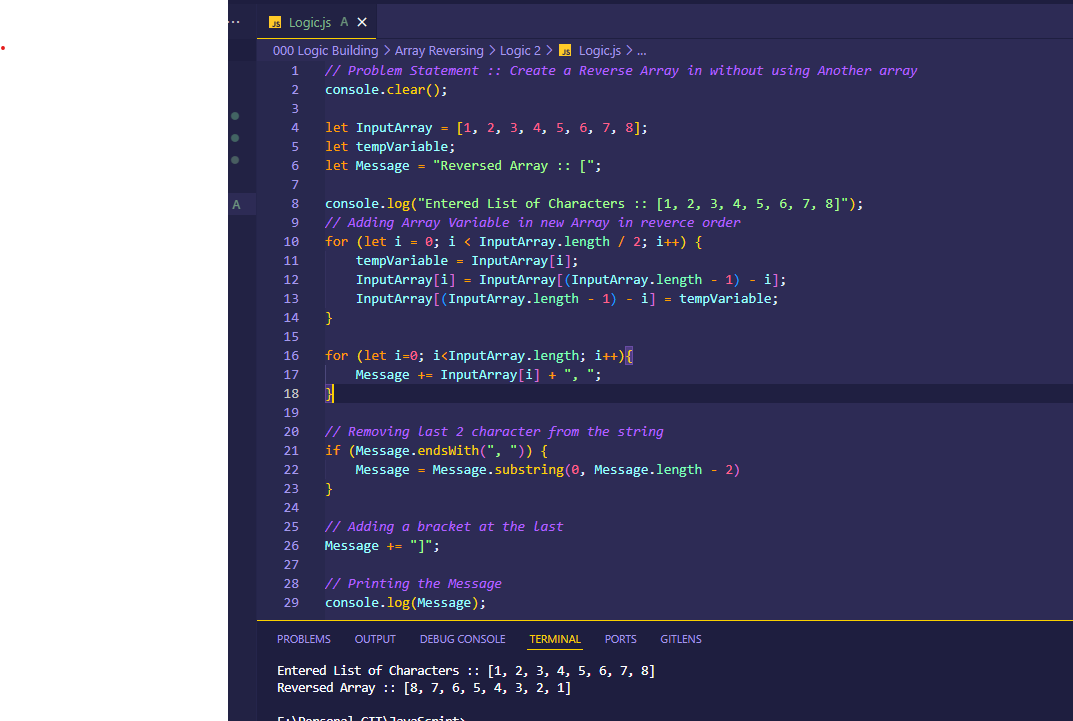 ... JS Logic.js A ×
000 Logic Building > Array Reversing > Logic 2 > JS Logic.js > ...
1 // Problem Statement :: Create a Reverse Array in without using Another array
2 console.clear();
3
4 let InputArray = [1, 2, 3, 4, 5, 6, 7, 8];
5 let tempVariable;
6 let Message = "Reversed Array :: [";
7
A 8 console.log("Entered List of Characters :: [1, 2, 3, 4, 5, 6, 7, 8]");
9 // Adding Array Variable in new Array in reverce order
10 for (let i = 0; i < InputArray.length / 2; i++) {
11     tempVariable = InputArray[i];
12     InputArray[i] = InputArray[(InputArray.length - 1) - i];
13     InputArray[(InputArray.length - 1) - i] = tempVariable;
14 }
15
16 for (let i=0; i<InputArray.length; i++){
17     Message += InputArray[i] + ", ";
18 }
19
20 // Removing last 2 character from the string
21 if (Message.endsWith(", ")) {
22     Message = Message.substring(0, Message.length - 2)
23 }
24
25 // Adding a bracket at the last
26 Message += "]";
27
28 // Printing the Message
29 console.log(Message);
PROBLEMS OUTPUT DEBUG CONSOLE TERMINAL PORTS GITLENS
Entered List of Characters :: [1, 2, 3, 4, 5, 6, 7, 8]
Reversed Array :: [8, 7, 6, 5, 4, 3, 2, 1]
E:\Personal GIT\JavaScript>